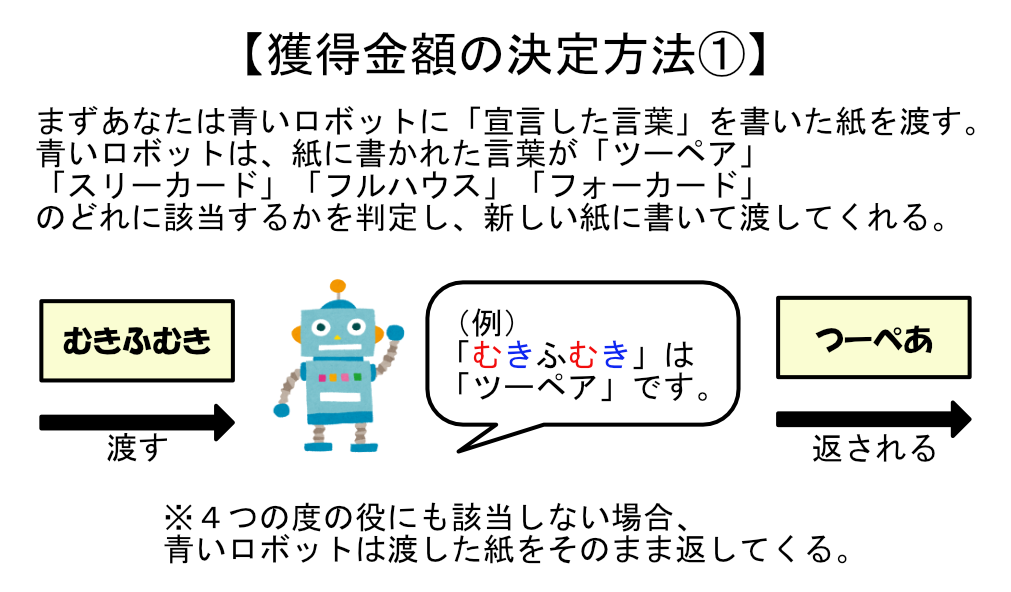 【獲得金額の決定方法①】
まずあなたは青いロボットに「宣言した言葉」を書いた紙を渡す。
青いロボットは、紙に書かれた言葉が「ツーペア」
「スリーカード」「フルハウス」「フォーカード」
のどれに該当するかを判定し、新しい紙に書いて渡してくれる。
むきふむき
渡す
（例）
「むきふむき」は
「ツーペア」です。
つーぺあ
返される
※４つの度の役にも該当しない場合、
青いロボットは渡した紙をそのまま返してくる。